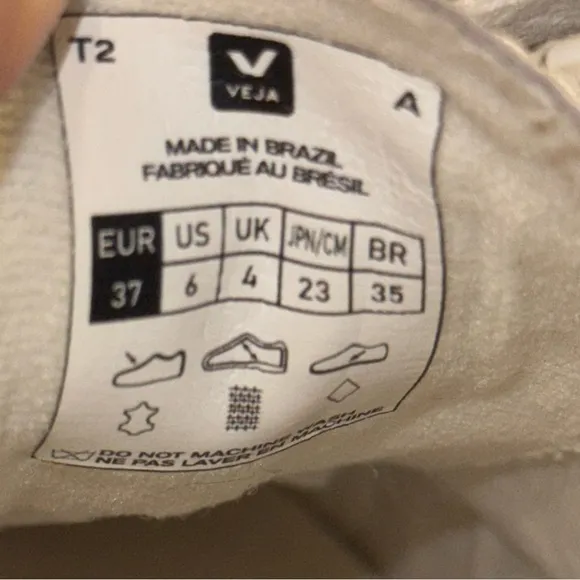 T2
V
VEJA
A
MADE IN BRAZIL
FABRIQUÉ AU BRÉSIL
EUR US UK JPN/CM BR
37 6 4 23 35
DO NOT MACHINE WASH
NE PAS LAVER EN MACHINE